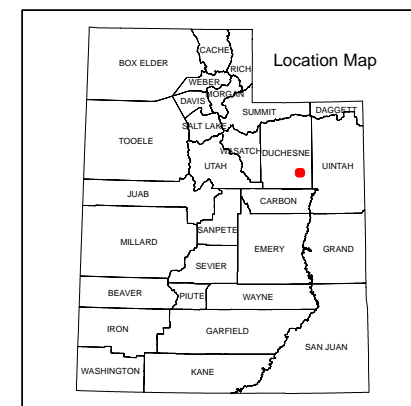 Location Map
BOX ELDER
CACHE
RICH
WEBER
MORGAN
DAVIS
SUMMIT
DAGGETT
SALT LAKE
TOOELE
WASATCH
DUCHESNE
UINTAH
UTAH
JUAB
CARBON
SANPETE
MILLARD
EMERY
GRAND
SEVIER
BEAVER
PIUTE
WAYNE
IRON
GARFIELD
SAN JUAN
WASHINGTON
KANE